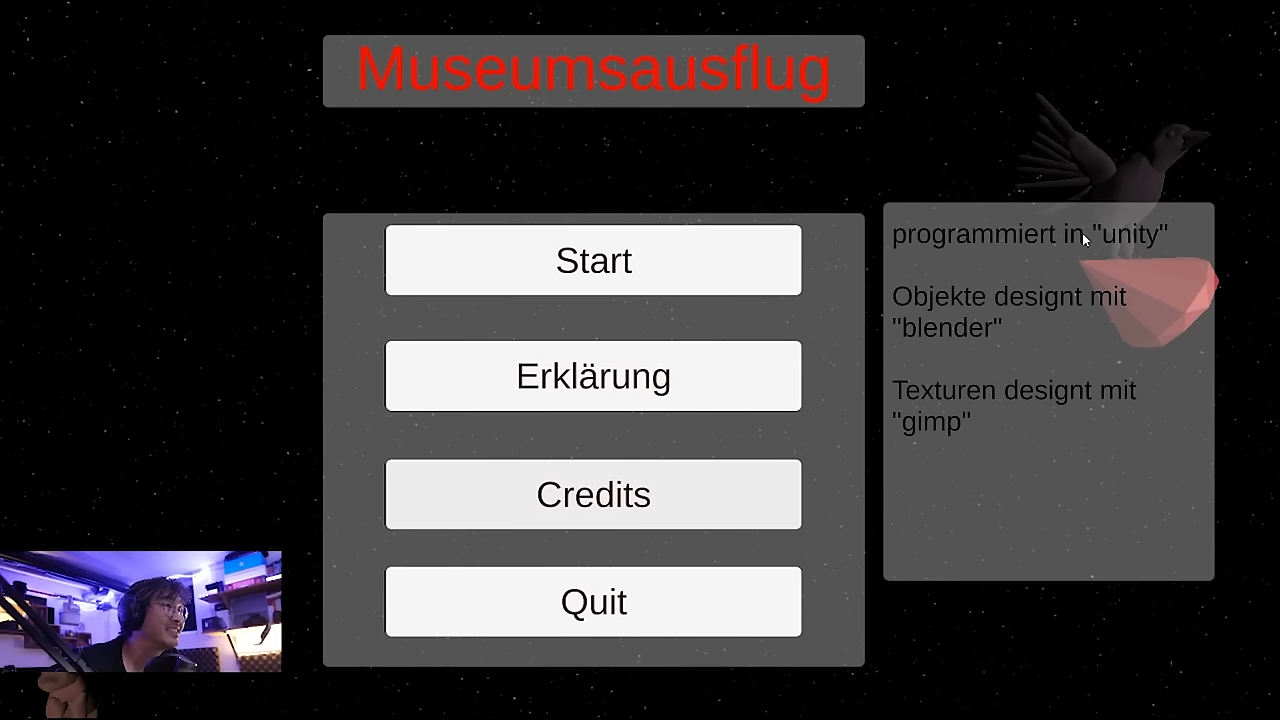 Museumsausflug
Start
Erklärung
Credits
Quit
programmiert in "unity"
Objekte designt mit
"blender"
Texturen designt mit
"gimp"